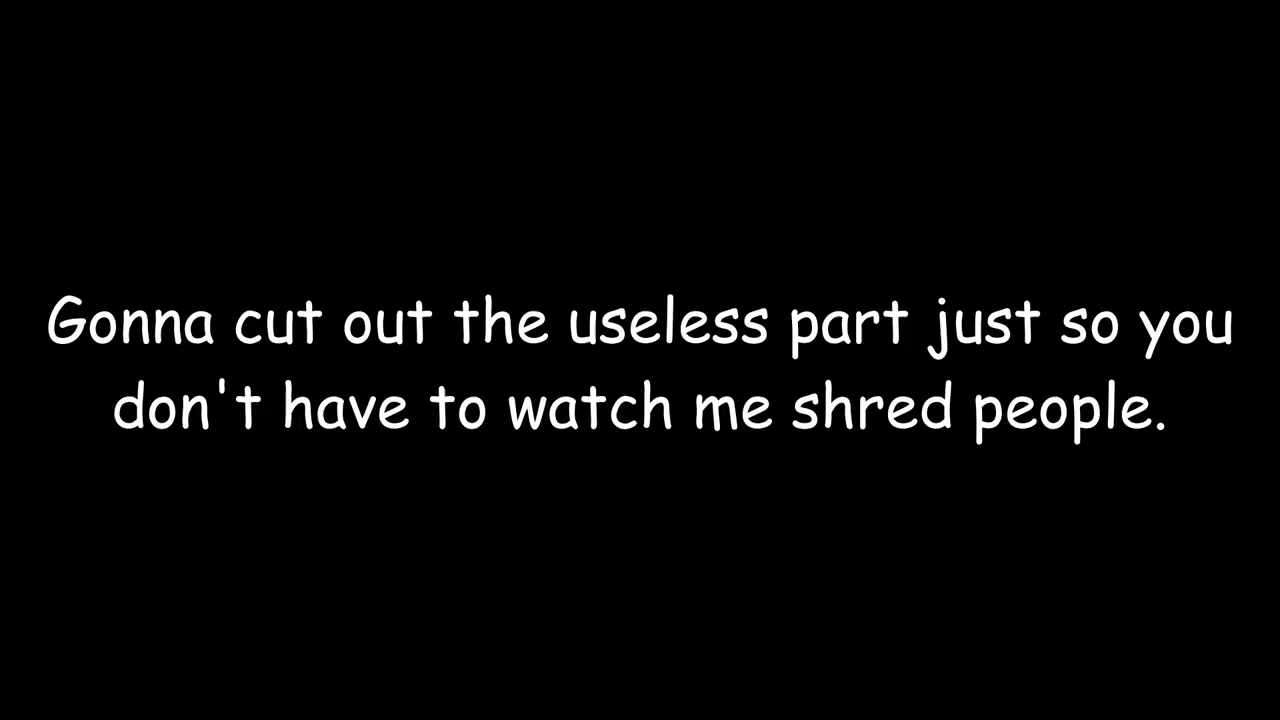 Gonna cut out the useless part just so you
don't have to watch me shred people.